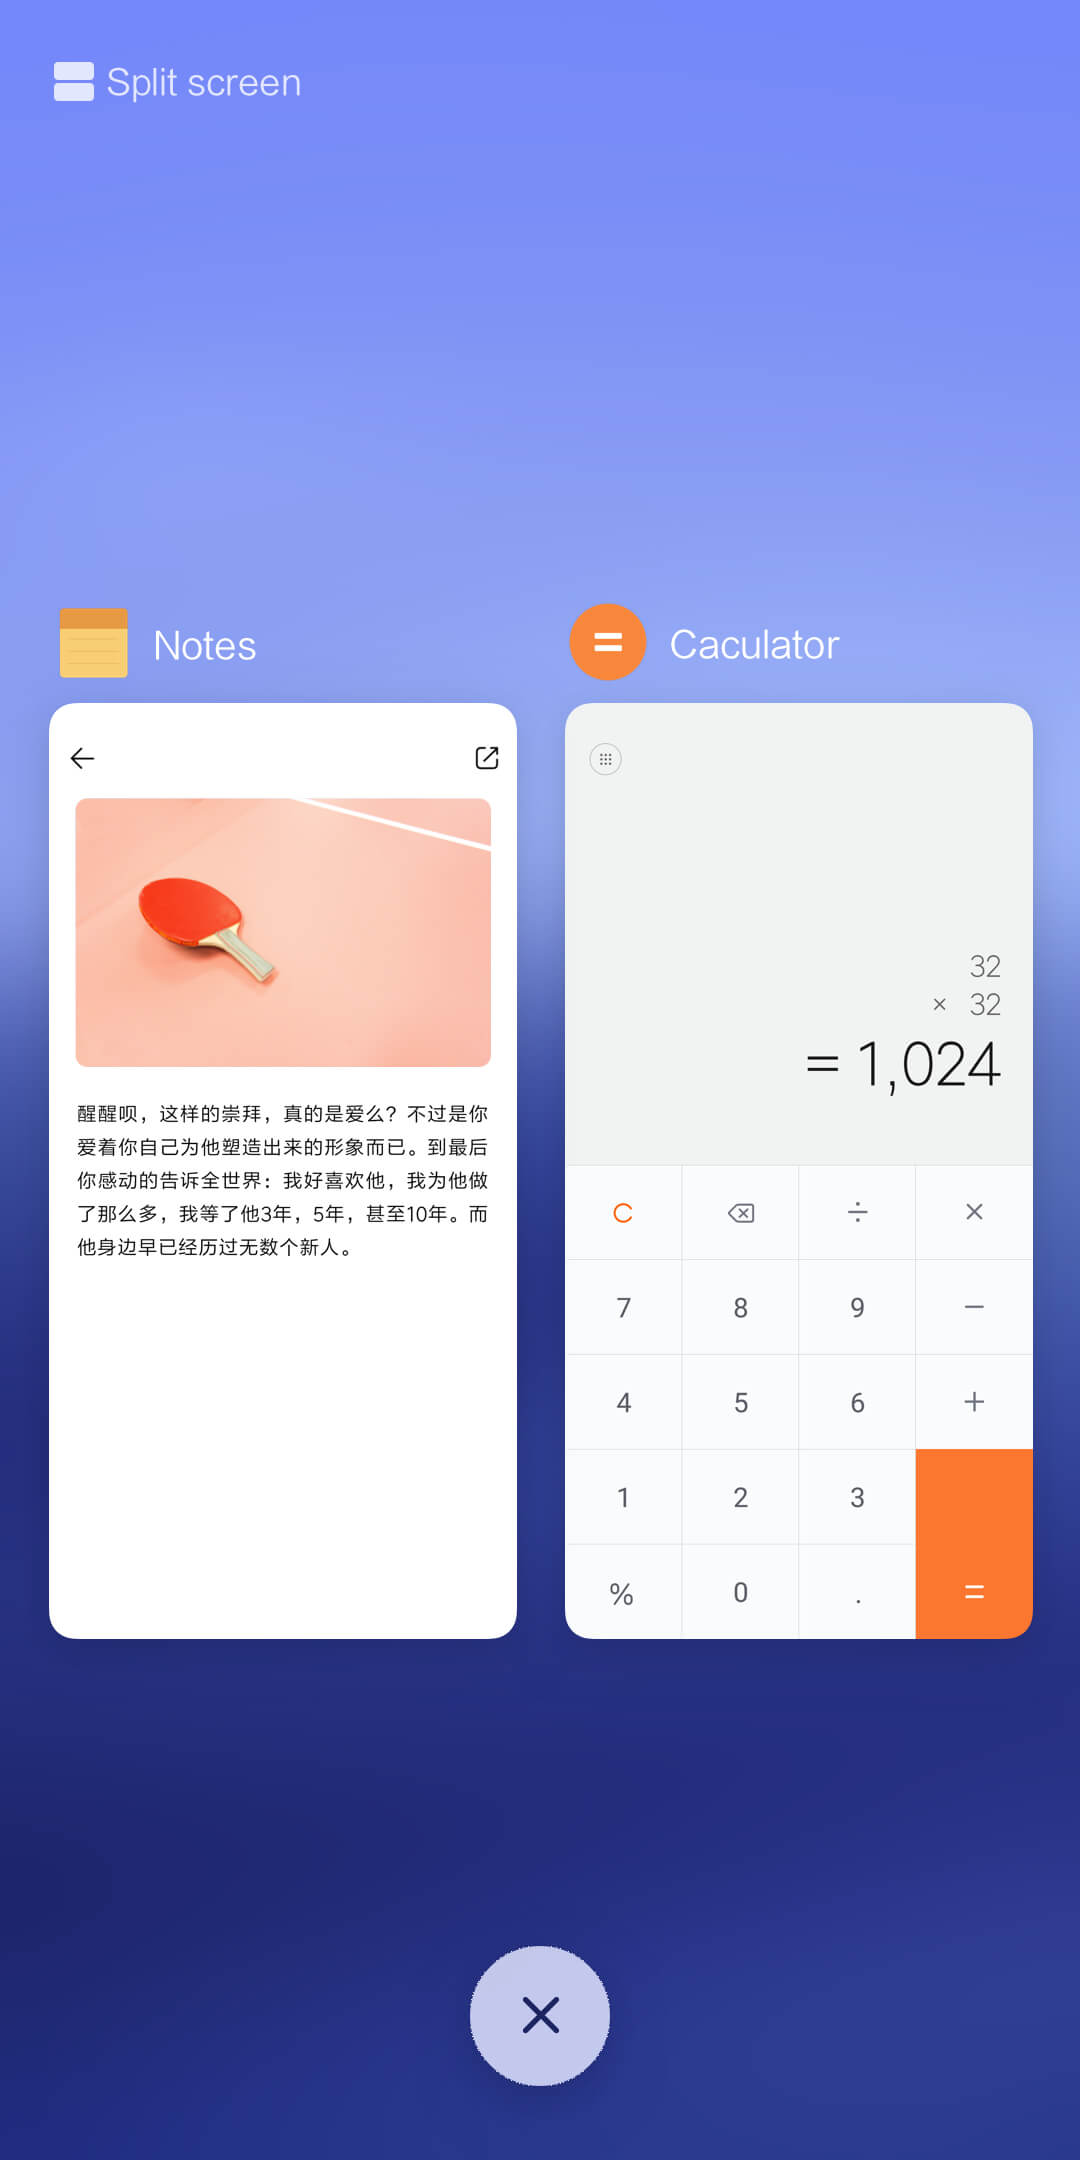 Split screen
Notes
Caculator
醒醒呗，这样的崇拜，真的是爱么？不过是你
爱着你自己为他塑造出来的形象而已。到最后
你感动的告诉全世界：我好喜欢他，我为他做
了那么多，我等了他3年，5年，甚至10年。而
他身边早已经历过无数个新人。
32
× 32
= 1,024
C ÷ ×
7 8 9 −
4 5 6 +
1 2 3
% 0 . =